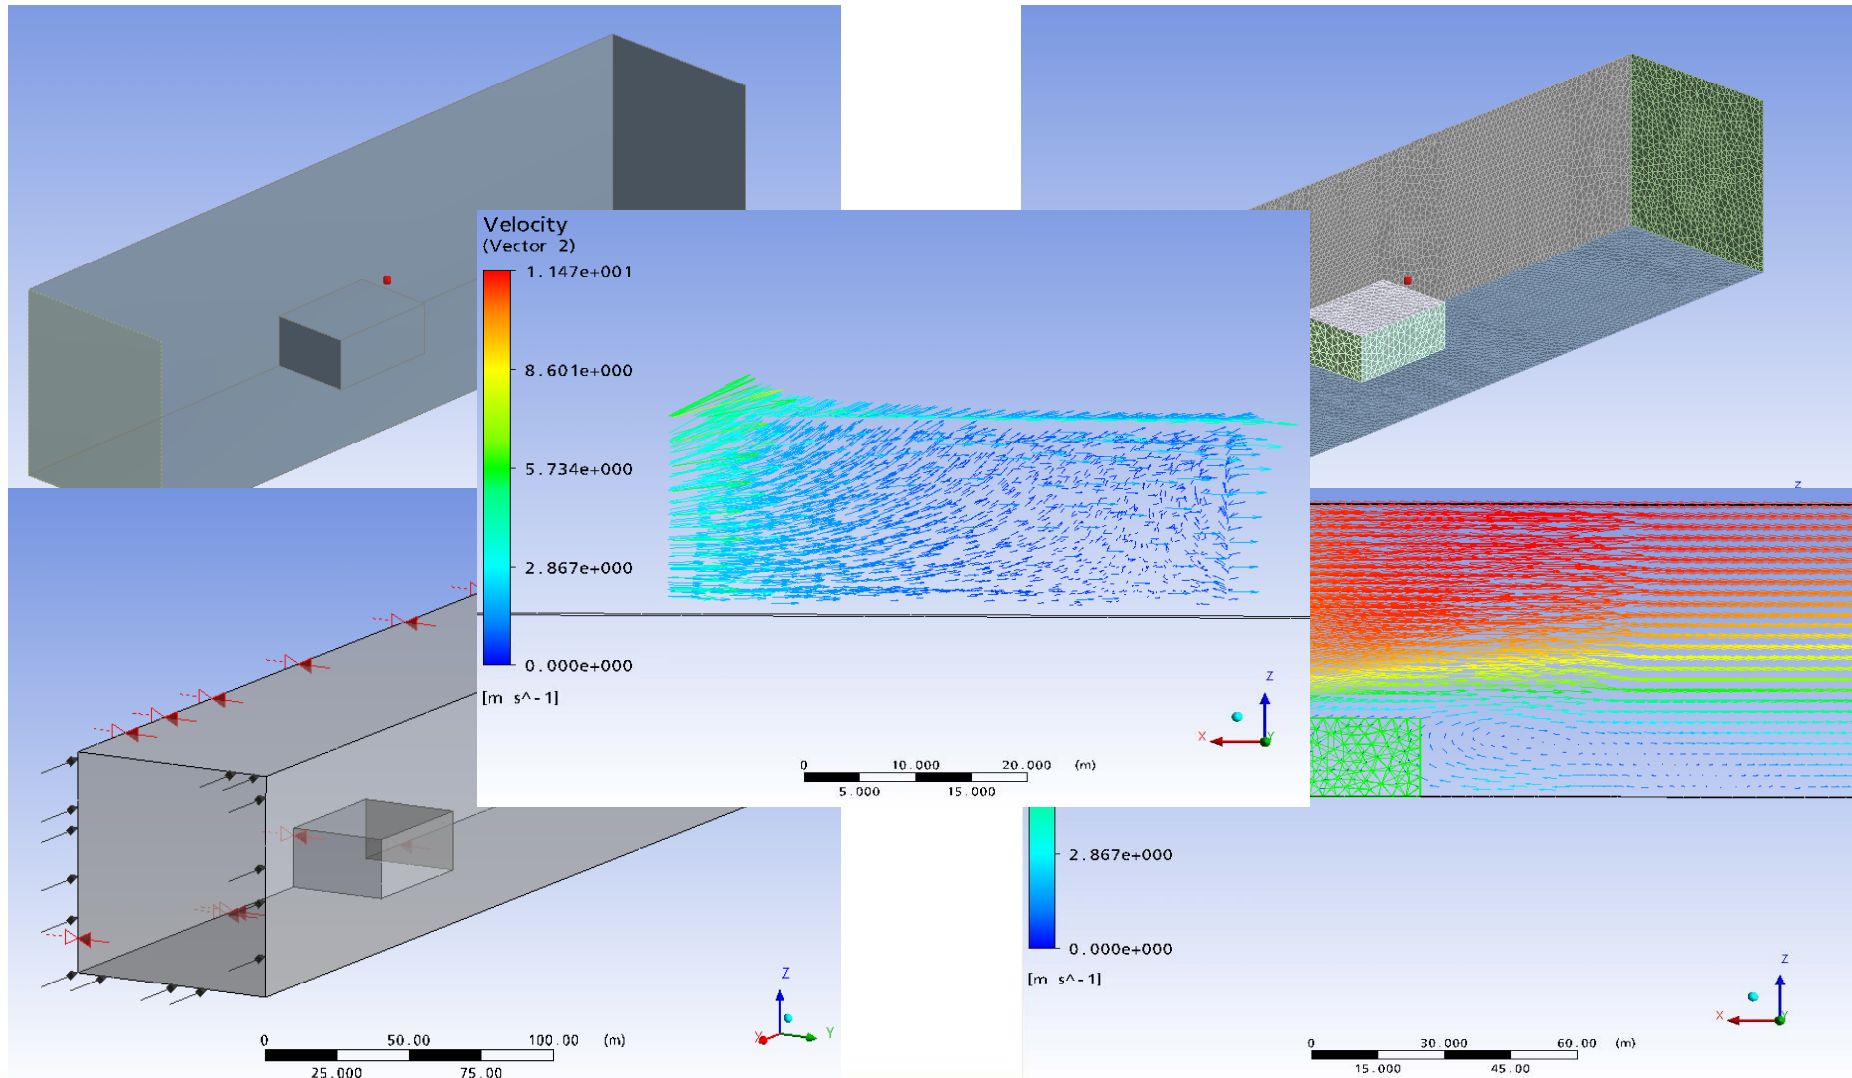 Velocity
(Vector 2)
1.147e+001
8.601e+000
5.734e+000
2.867e+000
0.000e+000
[m s^-1]
Z
X
Y
0 10.000 20.000 (m)
5.000 15.000
z
2.867e+000
0.000e+000
[m s^-1]
Z
X
Y
0 30.000 60.00 (m)
15.000 45.00
Z
X
Y
0 50.00 100.00 (m)
25.000 75.00